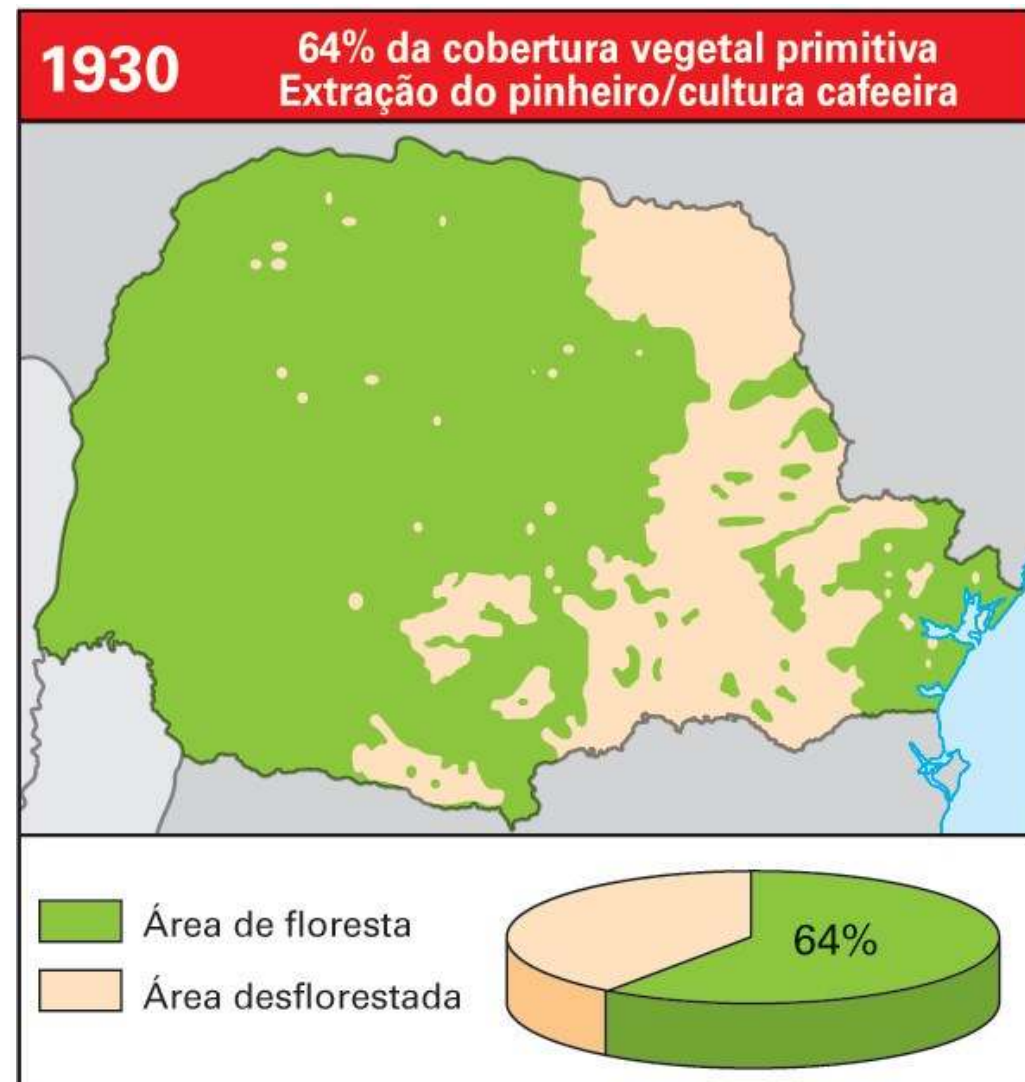 1930
64% da cobertura vegetal primitiva
Extração do pinheiro/cultura cafeeira
Área de floresta
Área desflorestada
64%